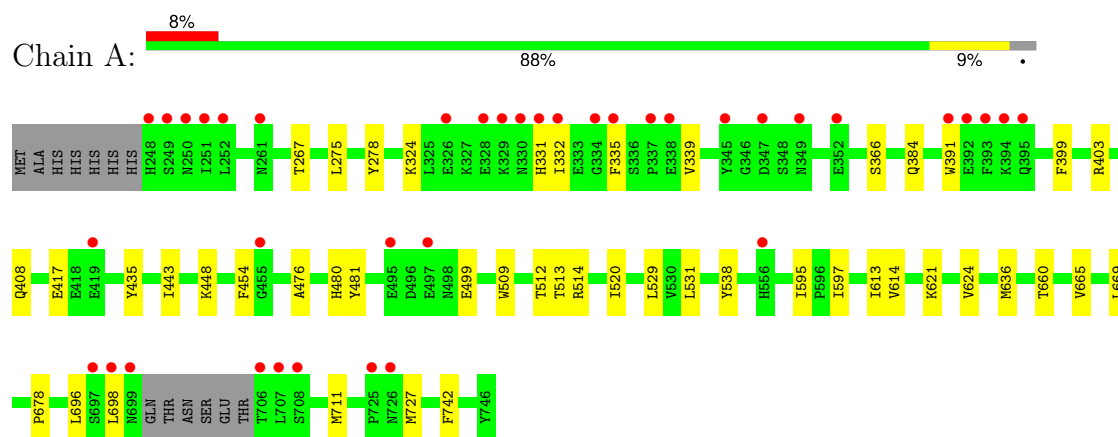 8%
Chain A:
88% 9% •
MET ALA HIS HIS HIS HIS HIS HIS H248 S249 N250 I251 L252 N261 T267 L275 Y278 K324 L325 E326 K327 E328 K329 N330 H331 I332 E333 G334 F335 S336 P337 E338 V339 Y345 G346 D347 S348 N349 E352 S366 Q384 W391 E392 F393 K394 Q395 F399 R403
Q408 E417 E418 E419 Y435 I443 K448 F454 G455 A476 H480 Y481 E495 D496 E497 N498 E499 W509 T512 T513 R514 I520 L529 V530 L531 Y538 H556 I595 P596 I597 I613 V614 K621 V624 M636 T660 V665 L669
P678 L696 S697 L698 N699 GLN THR ASN SER GLU THR T706 L707 S708 M711 P725 N726 M727 F742 Y746